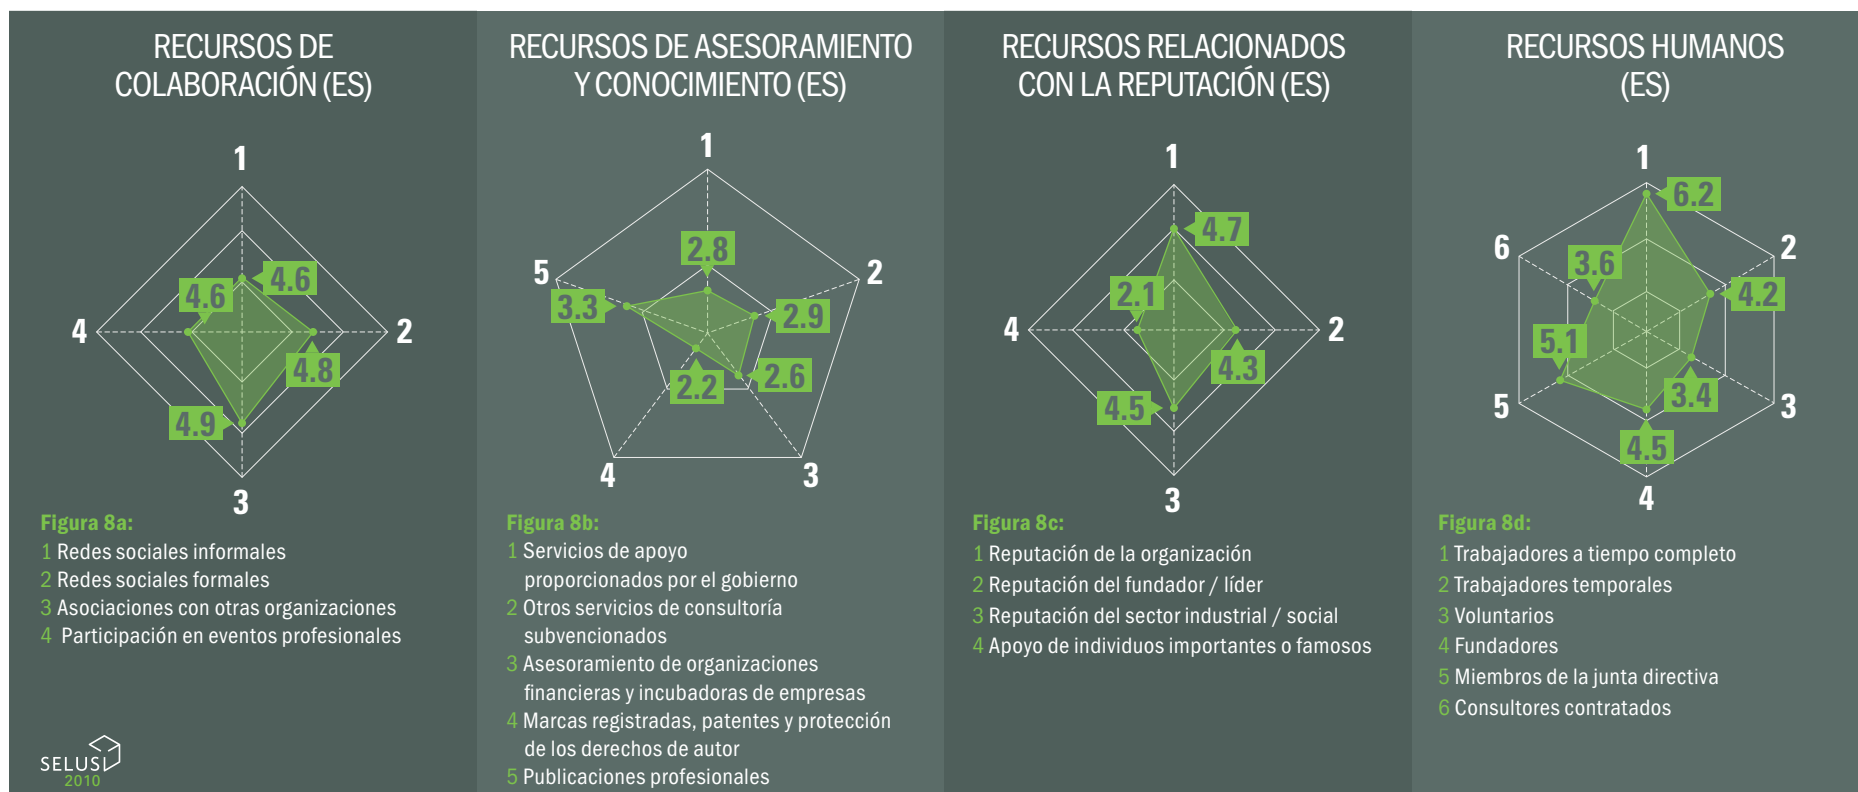 RECURSOS DE
COLABORACIÓN (ES)
1
4.6
4.6
4
2
4.8
4.9
3
Figura 8a:
1 Redes sociales informales
2 Redes sociales formales
3 Asociaciones con otras organizaciones
4 Participación en eventos profesionales
SELUSI
2010
RECURSOS DE ASESORAMIENTO
Y CONOCIMIENTO (ES)
1
2.8
5
2
3.3
2.9
2.2
2.6
4
3
Figura 8b:
1 Servicios de apoyo
proporcionados por el gobierno
2 Otros servicios de consultoría
subvencionados
3 Asesoramiento de organizaciones
financieras y incubadoras de empresas
4 Marcas registradas, patentes y protección
de los derechos de autor
5 Publicaciones profesionales
RECURSOS RELACIONADOS
CON LA REPUTACIÓN (ES)
1
4.7
2.1
4
2
4.3
4.5
3
Figura 8c:
1 Reputación de la organización
2 Reputación del fundador / líder
3 Reputación del sector industrial / social
4 Apoyo de individuos importantes o famosos
RECURSOS HUMANOS
(ES)
1
6.2
6
2
3.6
4.2
5.1
3.4
5
3
4.5
4
Figura 8d:
1 Trabajadores a tiempo completo
2 Trabajadores temporales
3 Voluntarios
4 Fundadores
5 Miembros de la junta directiva
6 Consultores contratados